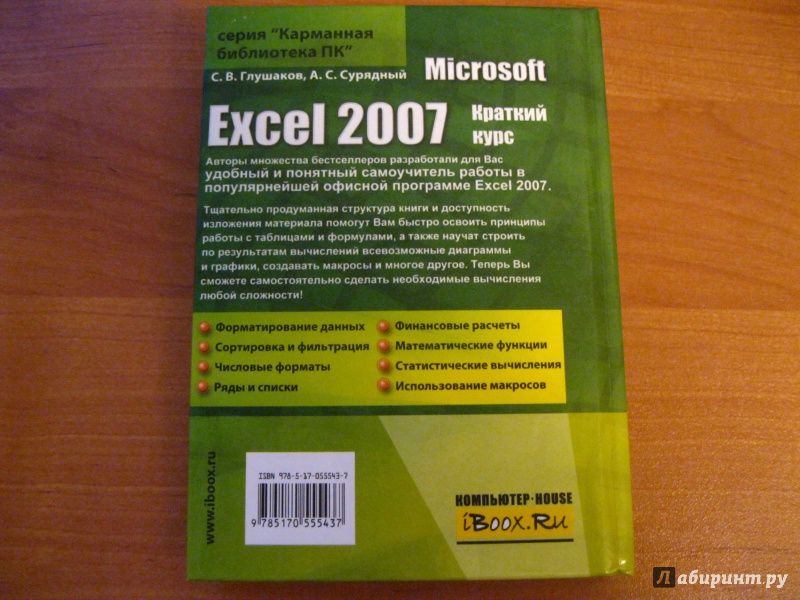 серия "Карманная
библиотека ПК"
С. В. Глушаков, А. С. Сурядный
Microsoft
Excel 2007
Краткий
курс
Авторы множества бестселлеров разработали для Вас
удобный и понятный самоучитель работы в
популярнейшей офисной программе Excel 2007.
Тщательно продуманная структура книги и доступность
изложения материала помогут Вам быстро освоить принципы
работы с таблицами и формулами, а также научат строить
по результатам вычислений всевозможные диаграммы
и графики, создавать макросы и многое другое. Теперь Вы
сможете самостоятельно сделать необходимые вычисления
любой сложности!
Форматирование данных
Сортировка и фильтрация
Числовые форматы
Ряды и списки
Финансовые расчеты
Математические функции
Статистические вычисления
Использование макросов
www.iboox.ru
ISBN 978-5-17-055543-7
9 785170 555437
КОМПЬЮТЕР·HOUSE
iBoox.Ru
Лабиринт.ру